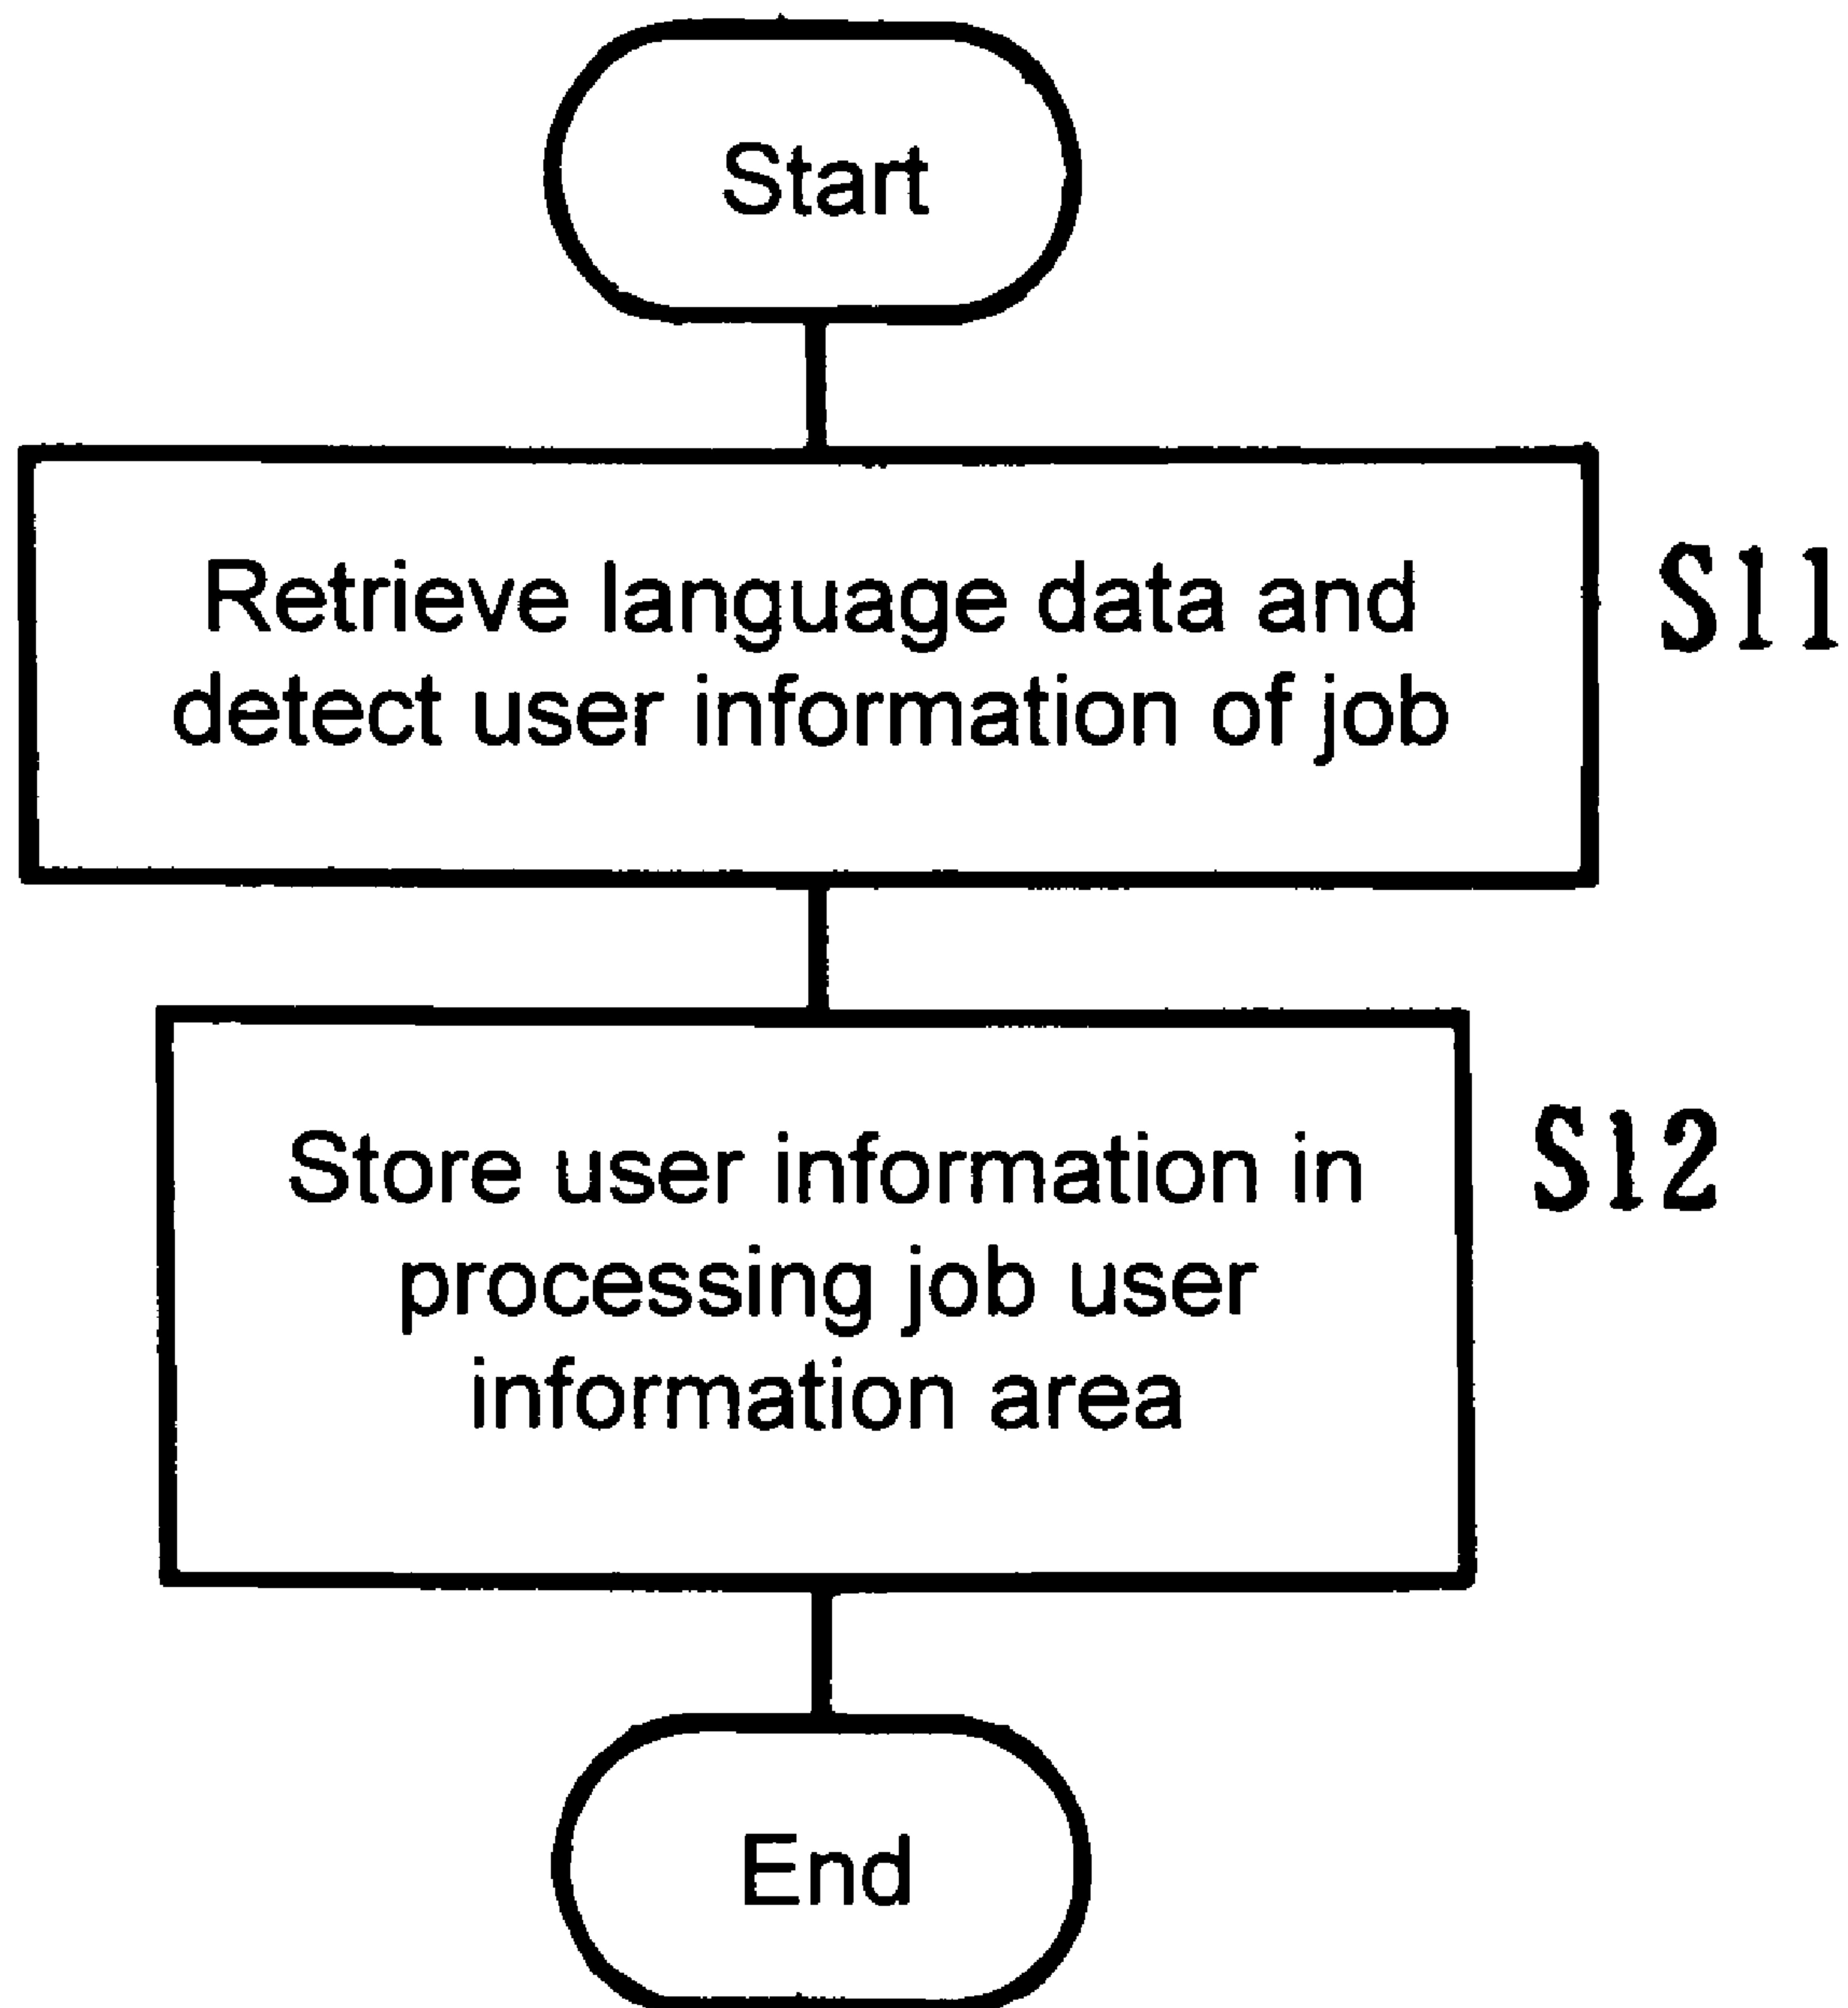 Start
Retrieve language data and
detect user information of job
S11
Store user information in
processing job user
information area
S12
End